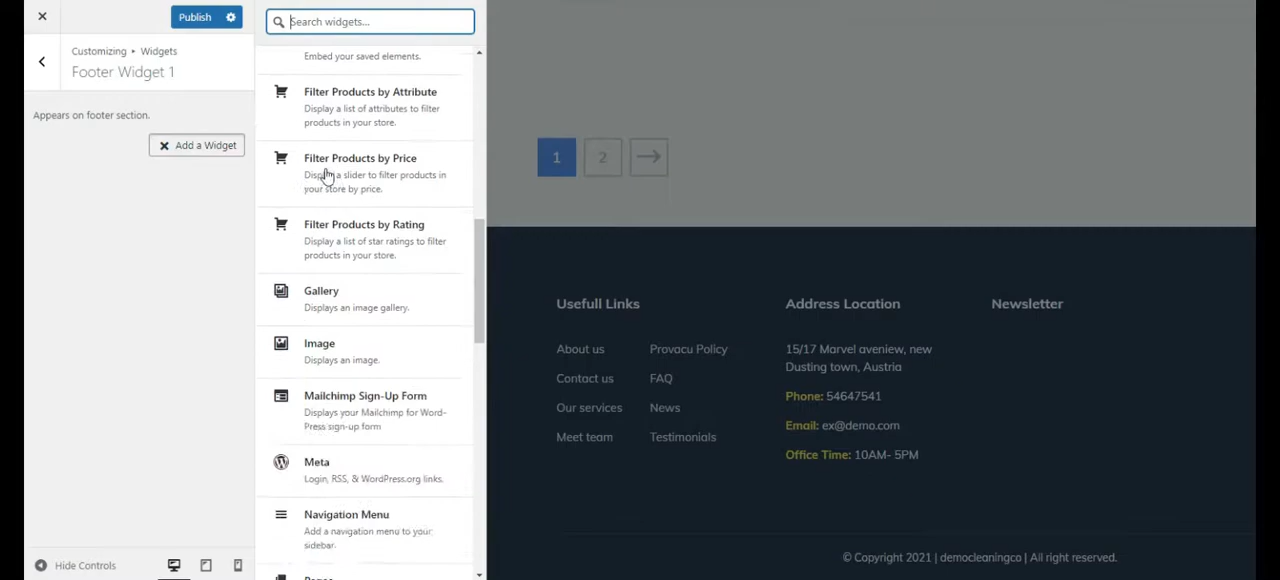 Publish
Customizing ▸ Widgets
Footer Widget 1
Appears on footer section.
Add a Widget
Hide Controls
Search widgets...
Embed your saved elements.
Filter Products by Attribute
Display a list of attributes to filter
products in your store.
Filter Products by Price
Display a slider to filter products in
your store by price.
Filter Products by Rating
Display a list of star ratings to filter
products in your store.
Gallery
Displays an image gallery.
Image
Displays an image.
Mailchimp Sign-Up Form
Displays your Mailchimp for Word-
Press sign-up form
Meta
Login, RSS, & WordPress.org links.
Navigation Menu
Add a navigation menu to your
sidebar.
1 2
Usefull Links
About us Provacu Policy
Contact us FAQ
Our services News
Meet team Testimonials
Address Location
15/17 Marvel aveniew, new
Dusting town, Austria
Phone: 54647541
Email: ex@demo.com
Office Time: 10AM- 5PM
Newsletter
© Copyright 2021 | democleaningco | All right reserved.